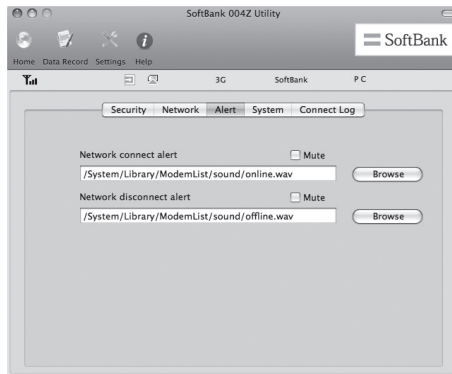 SoftBank 004Z Utility
SoftBank
Home Data Record Settings Help
3G SoftBank P C
Security Network Alert System Connect Log
Network connect alert Mute
/System/Library/ModemList/sound/online.wav Browse
Network disconnect alert Mute
/System/Library/ModemList/sound/offline.wav Browse